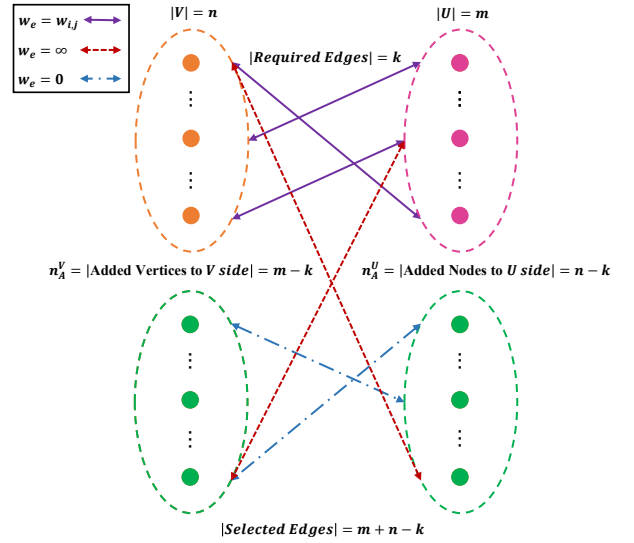 |V| = n
|U| = m
w_e = w_{i,j}
w_e = ∞
w_e = 0
|Required Edges| = k
⋮
⋮
⋮
⋮
n_A^V = |Added Vertices to V side| = m − k
n_A^U = |Added Nodes to U side| = n − k
⋮
⋮
⋮
⋮
|Selected Edges| = m + n − k